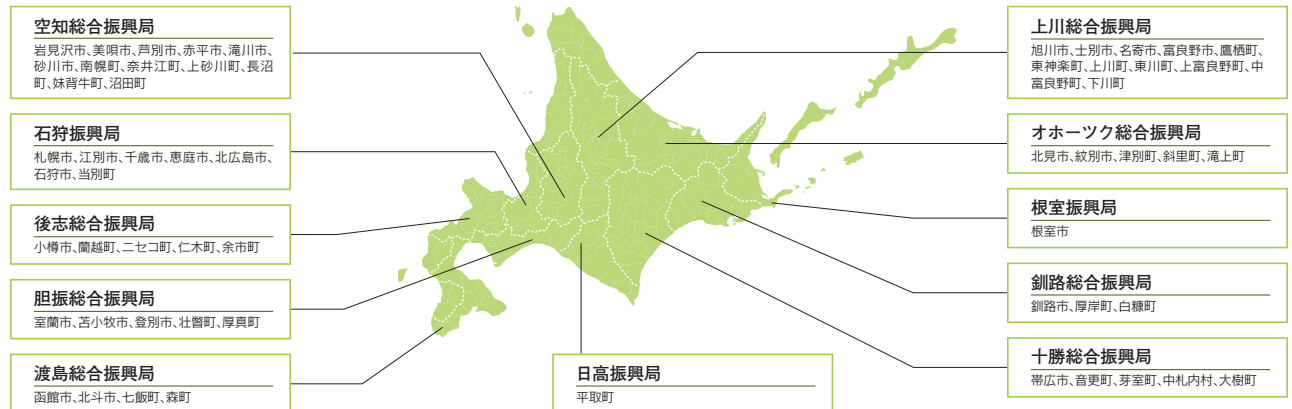 空知総合振興局
岩見沢市、美唄市、芦別市、赤平市、滝川市、
砂川市、南幌町、奈井江町、上砂川町、長沼
町、妹背牛町、沼田町
石狩振興局
札幌市、江別市、千歳市、恵庭市、北広島市、
石狩市、当別町
後志総合振興局
小樽市、蘭越町、ニセコ町、仁木町、余市町
胆振総合振興局
室蘭市、苫小牧市、登別市、壮瞥町、厚真町
渡島総合振興局
函館市、北斗市、七飯町、森町
日高振興局
平取町
上川総合振興局
旭川市、士別市、名寄市、富良野市、鷹栖町、
東神楽町、上川町、東川町、上富良野町、中
富良野町、下川町
オホーツク総合振興局
北見市、紋別市、津別町、斜里町、滝上町
根室振興局
根室市
釧路総合振興局
釧路市、厚岸町、白糠町
十勝総合振興局
帯広市、音更町、芽室町、中札内村、大樹町